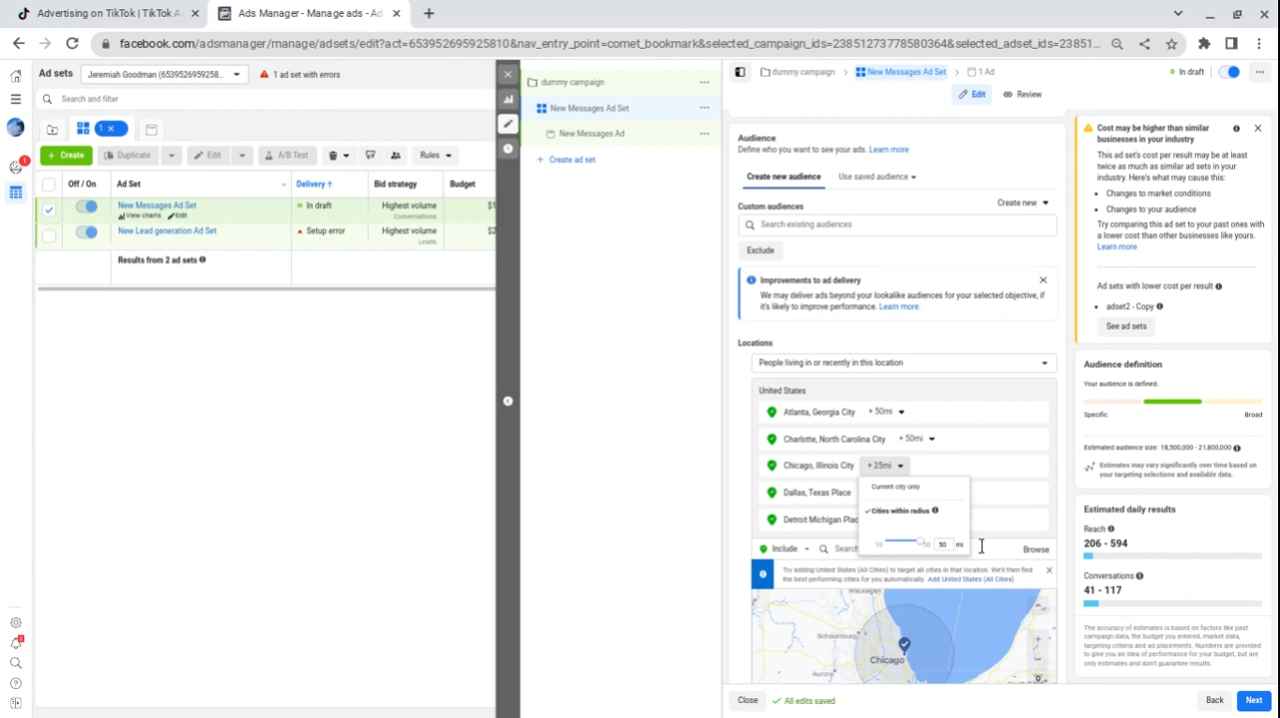 Advertising on TikTok | TikTok A
Ads Manager - Manage ads - Ad
facebook.com/adsmanager/manage/adsets/edit?act=653952695925810&nav_entry_point=comet_bookmark&selected_campaign_ids=23851273778580364&selected_adset_ids=23851...
Ad sets
Jeremiah Goodman (6539526959258...
1 ad set with errors
Search and filter
1 ×
+ Create
Duplicate
Edit
A/B Test
Rules
Off / On
Ad Set
Delivery ↑
Bid strategy
Budget
New Messages Ad Set
View charts
Edit
In draft
Highest volume
Conversations
$1
New Lead generation Ad Set
Setup error
Highest volume
Leads
$2
Results from 2 ad sets
dummy campaign
New Messages Ad Set
New Messages Ad
+ Create ad set
dummy campaign
New Messages Ad Set
1 Ad
In draft
Edit
Review
Audience
Define who you want to see your ads. Learn more
Create new audience
Use saved audience
Custom audiences
Create new
Search existing audiences
Exclude
Improvements to ad delivery
We may deliver ads beyond your lookalike audiences for your selected objective, if
it's likely to improve performance. Learn more.
Locations
People living in or recently in this location
United States
Atlanta, Georgia City + 50mi
Charlotte, North Carolina City + 50mi
Chicago, Illinois City + 25mi
Current city only
Dallas, Texas Place
Cities within radius
Detroit Michigan Plac
10 50 50 mi
Include
Search
Browse
Try adding United States (All Cities) to target all cities in that location. We'll then find
the best performing cities for you automatically. Add United States (All Cities)
Waukegan
Schaumburg
Chicago
Aurora
Close
All edits saved
Back
Next
Cost may be higher than similar
businesses in your industry
This ad set's cost per result may be at least
twice as much as similar ad sets in your
industry. Here's what may cause this:
• Changes to market conditions
• Changes to your audience
Try comparing this ad set to your past ones with
a lower cost than other businesses like yours.
Learn more
Ad sets with lower cost per result
• adset2 - Copy
See ad sets
Audience definition
Your audience is defined.
Specific
Broad
Estimated audience size: 18,500,000 - 21,800,000
Estimates may vary significantly over time based on
your targeting selections and available data.
Estimated daily results
Reach
206 - 594
Conversations
41 - 117
The accuracy of estimates is based on factors like past
campaign data, the budget you entered, market data,
targeting criteria and ad placements. Numbers are provided
to give you an idea of performance for your budget, but are
only estimates and don't guarantee results.